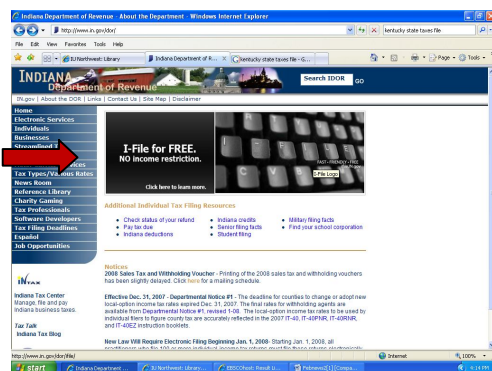 Indiana Department of Revenue - About the Department - Windows Internet Explorer
http://www.in.gov/dor/
kentucky state taxes file
File Edit View Favorites Tools Help
IU Northwest: Library
Indiana Department of R...
kentucky state taxes file - G...
Page
Tools
INDIANA
Department of Revenue
Search IDOR GO
IN.gov | About the DOR | Links | Contact Us | Site Map | Disclaimer
Home
Electronic Services
Individuals
Businesses
Tax Types/Various Rates
News Room
Reference Library
Charity Gaming
Tax Professionals
Software Developers
Tax Filing Deadlines
Español
Job Opportunities
I-File for FREE.
NO income restriction.
Click here to learn more.
FAST - FRIENDLY - FREE
I-File Logo
Additional Individual Tax Filing Resources
Check status of your refund
Pay tax due
Indiana deductions
Indiana credits
Senior filing facts
Student filing
Military filing facts
Find your school corporation
INTAX
Indiana Tax Center
Manage, file and pay
Indiana business taxes.
Tax Talk
Indiana Tax Blog
Notices
2008 Sales Tax and Withholding Voucher - Printing of the 2008 sales tax and withholding vouchers
has been slightly delayed. Click here for a mailing schedule.
Effective Dec. 31, 2007 - Departmental Notice #1 - The deadline for counties to change or adopt new
local-option income tax rates expired Dec. 31, 2007. The final rates for withholding agents are
available from Departmental Notice #1, revised 1-08. The local-option income tax rates to be used by
individual filers to figure county tax are accurately reflected in the 2007 IT-40, IT-40PNR, IT-40RNR,
and IT-40EZ instruction booklets.
New Law Will Require Electronic Filing Beginning Jan. 1, 2008- Starting Jan. 1, 2008, all
http://www.in.gov/dor/ifile/
Internet
100%
start
Indiana Department ...
IU Northwest: Library...
EBSCOhost: Result Li...
9:14 PM